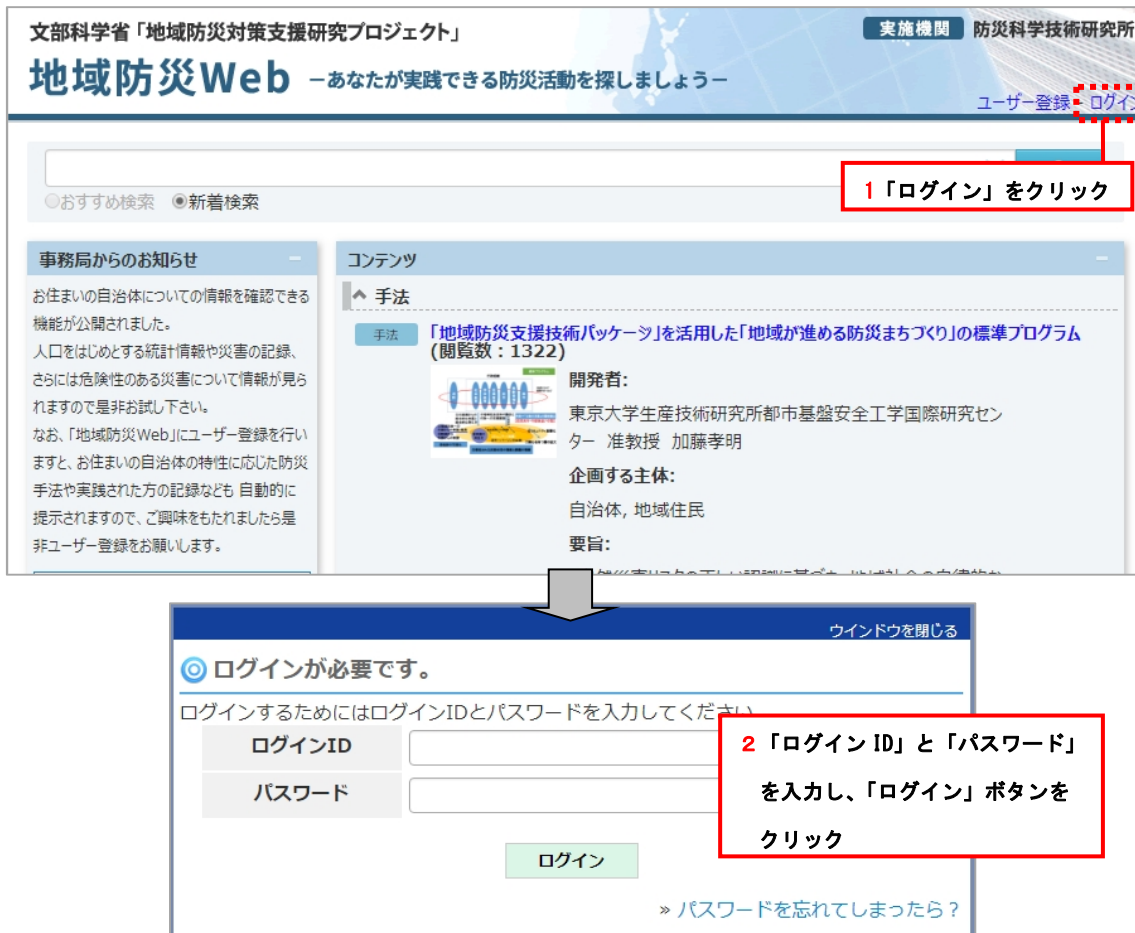 文部科学省「地域防災対策支援研究プロジェクト」
実施機関 防災科学技術研究所
地域防災Web －あなたが実践できる防災活動を探しましょう－
ユーザー登録 - ログイン
1「ログイン」をクリック
おすすめ検索 新着検索
事務局からのお知らせ
お住まいの自治体についての情報を確認できる
機能が公開されました。
人口をはじめとする統計情報や災害の記録、
さらには危険性のある災害について情報が見ら
れますので是非お試し下さい。
なお、「地域防災Web」にユーザー登録を行い
ますと、お住まいの自治体の特性に応じた防災
手法や実践された方の記録なども 自動的に
提示されますので、ご興味をもたれましたら是
非ユーザー登録をお願いします。
コンテンツ
手法
手法 「地域防災支援技術パッケージ」を活用した「地域が進める防災まちづくり」の標準プログラム
(閲覧数：1322)
開発者:
東京大学生産技術研究所都市基盤安全工学国際研究セン
ター 准教授 加藤孝明
企画する主体:
自治体, 地域住民
要旨:
ウインドウを閉じる
ログインが必要です。
ログインするためにはログインIDとパスワードを入力してください
ログインID
パスワード
2「ログイン ID」と「パスワード」
を入力し、「ログイン」ボタンを
クリック
ログイン
» パスワードを忘れてしまったら？